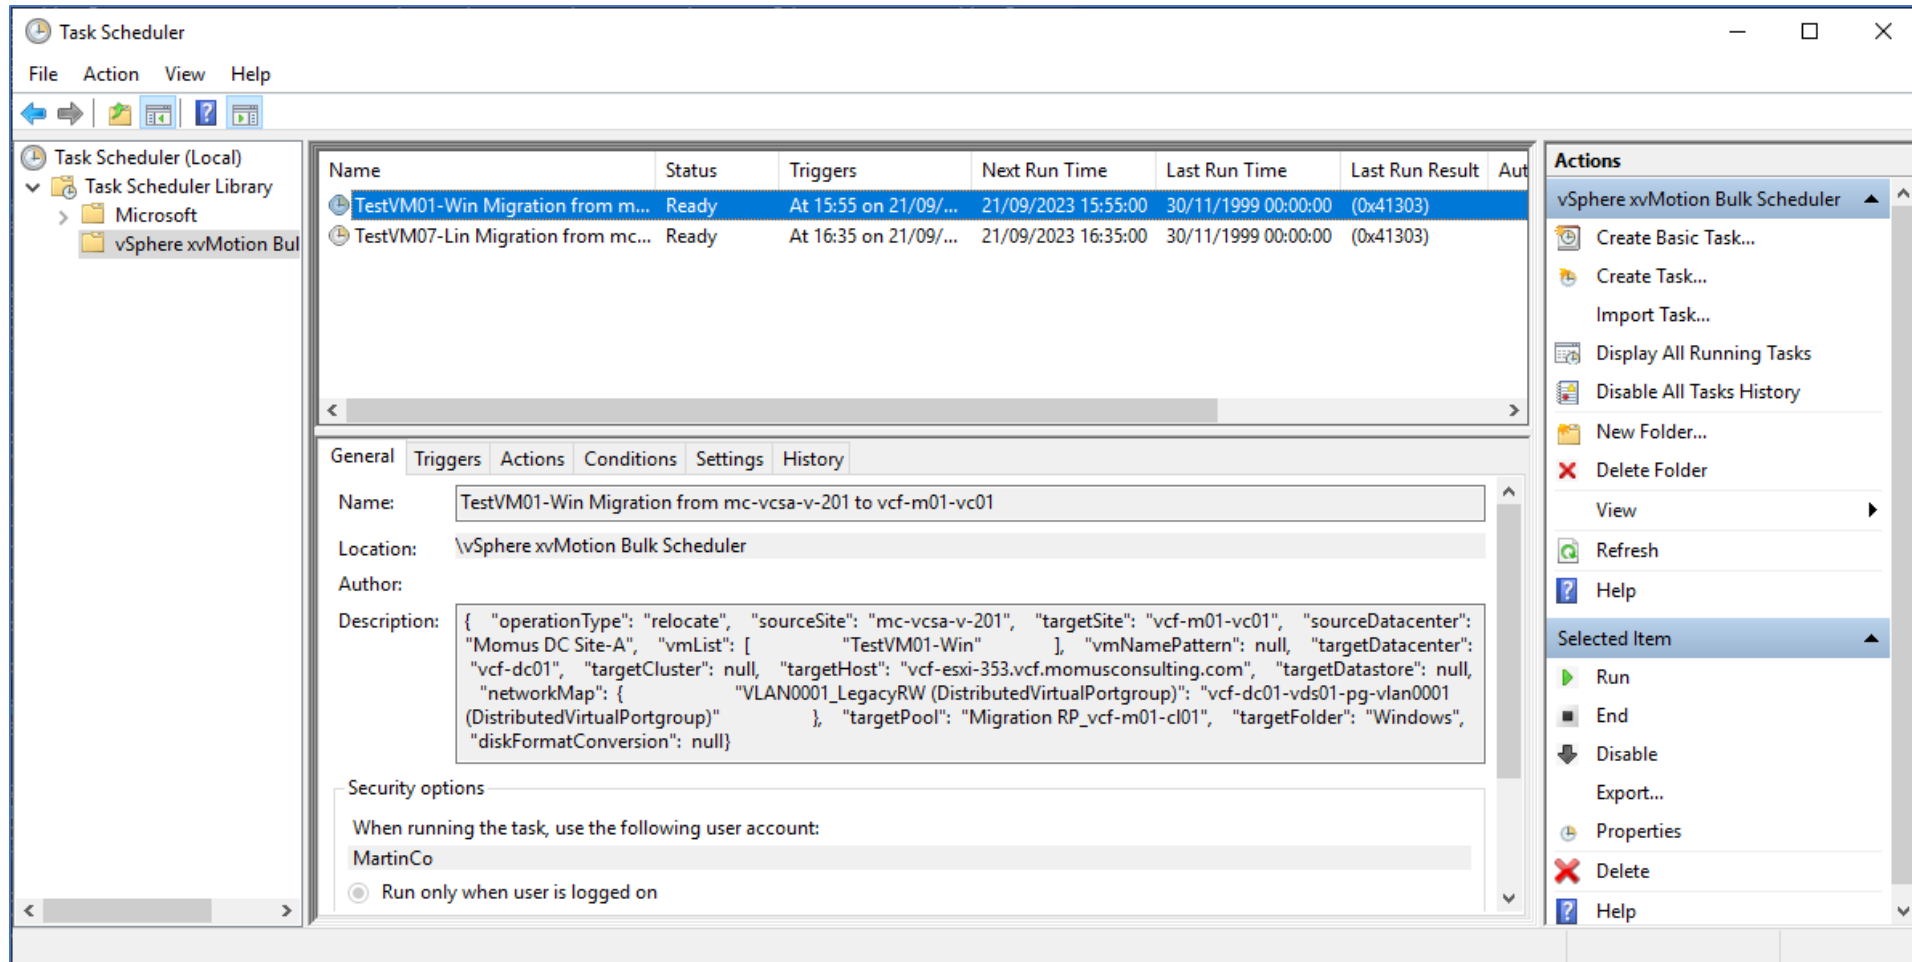 Task Scheduler
File Action View Help
Task Scheduler (Local)
Task Scheduler Library
Microsoft
vSphere xvMotion Bul
Name Status Triggers Next Run Time Last Run Time Last Run Result Aut
TestVM01-Win Migration from m... Ready At 15:55 on 21/09/... 21/09/2023 15:55:00 30/11/1999 00:00:00 (0x41303)
TestVM07-Lin Migration from mc... Ready At 16:35 on 21/09/... 21/09/2023 16:35:00 30/11/1999 00:00:00 (0x41303)
General Triggers Actions Conditions Settings History
Name: TestVM01-Win Migration from mc-vcsa-v-201 to vcf-m01-vc01
Location: \vSphere xvMotion Bulk Scheduler
Author:
Description: { "operationType": "relocate", "sourceSite": "mc-vcsa-v-201", "targetSite": "vcf-m01-vc01", "sourceDatacenter":
"Momus DC Site-A", "vmList": [ "TestVM01-Win" ], "vmNamePattern": null, "targetDatacenter":
"vcf-dc01", "targetCluster": null, "targetHost": "vcf-esxi-353.vcf.momusconsulting.com", "targetDatastore": null,
"networkMap": { "VLAN0001_LegacyRW (DistributedVirtualPortgroup)": "vcf-dc01-vds01-pg-vlan0001
(DistributedVirtualPortgroup)" }, "targetPool": "Migration RP_vcf-m01-cl01", "targetFolder": "Windows",
"diskFormatConversion": null}
Security options
When running the task, use the following user account:
MartinCo
Run only when user is logged on
Actions
vSphere xvMotion Bulk Scheduler
Create Basic Task...
Create Task...
Import Task...
Display All Running Tasks
Disable All Tasks History
New Folder...
Delete Folder
View
Refresh
Help
Selected Item
Run
End
Disable
Export...
Properties
Delete
Help